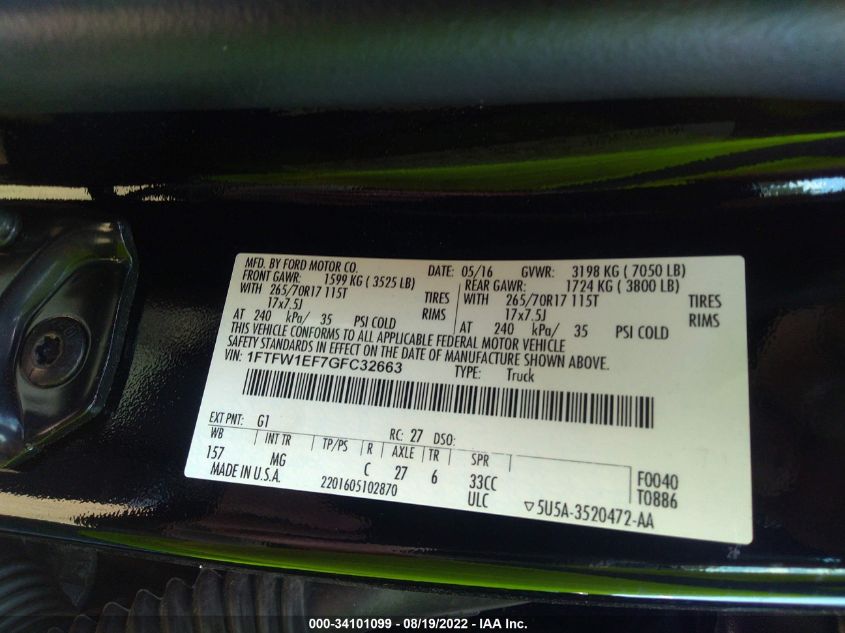 MFD. BY FORD MOTOR CO. DATE: 05/16 GVWR: 3198 KG ( 7050 LB)
FRONT GAWR: 1599 KG ( 3525 LB) REAR GAWR: 1724 KG ( 3800 LB)
WITH 265/70R17 115T TIRES WITH 265/70R17 115T TIRES
17x7.5J RIMS 17x7.5J RIMS
AT 240 kPa/ 35 PSI COLD AT 240 kPa/ 35 PSI COLD
THIS VEHICLE CONFORMS TO ALL APPLICABLE FEDERAL MOTOR VEHICLE
SAFETY STANDARDS IN EFFECT ON THE DATE OF MANUFACTURE SHOWN ABOVE.
VIN: 1FTFW1EF7GFC32663 TYPE: Truck
EXT PNT: G1 RC: 27 DSO:
WB INT TR TP/PS R AXLE TR SPR
157 MG C 27 6 33CC F0040
MADE IN U.S.A. 2201605102870 ULC T0886
▽5U5A-3520472-AA
000-34101099 - 08/19/2022 - IAA Inc.